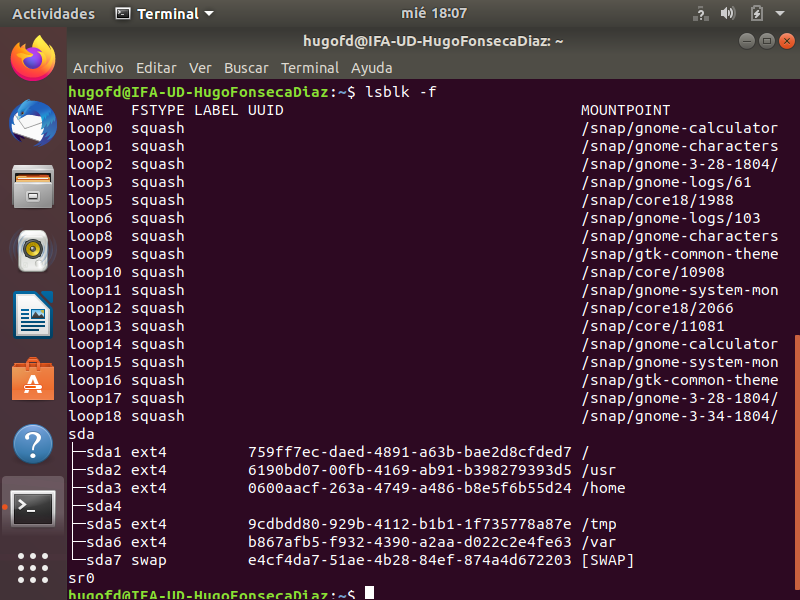 Actividades Terminal mié 18:07
hugofd@IFA-UD-HugoFonsecaDiaz: ~
Archivo Editar Ver Buscar Terminal Ayuda
hugofd@IFA-UD-HugoFonsecaDiaz:~$ lsblk -f
NAME FSTYPE LABEL UUID MOUNTPOINT
loop0 squash /snap/gnome-calculator
loop1 squash /snap/gnome-characters
loop2 squash /snap/gnome-3-28-1804/
loop3 squash /snap/gnome-logs/61
loop5 squash /snap/core18/1988
loop6 squash /snap/gnome-logs/103
loop8 squash /snap/gnome-characters
loop9 squash /snap/gtk-common-theme
loop10 squash /snap/core/10908
loop11 squash /snap/gnome-system-mon
loop12 squash /snap/core18/2066
loop13 squash /snap/core/11081
loop14 squash /snap/gnome-calculator
loop15 squash /snap/gnome-system-mon
loop16 squash /snap/gtk-common-theme
loop17 squash /snap/gnome-3-28-1804/
loop18 squash /snap/gnome-3-34-1804/
sda
├─sda1 ext4 759ff7ec-daed-4891-a63b-bae2d8cfded7 /
├─sda2 ext4 6190bd07-00fb-4169-ab91-b398279393d5 /usr
├─sda3 ext4 0600aacf-263a-4749-a486-b8e5f6b55d24 /home
├─sda4
├─sda5 ext4 9cdbdd80-929b-4112-b1b1-1f735778a87e /tmp
├─sda6 ext4 b867afb5-f932-4390-a2aa-d022c2e4fe63 /var
└─sda7 swap e4cf4da7-51ae-4b28-84ef-874a4d672203 [SWAP]
sr0
hugofd@IFA-UD-HugoFonsecaDiaz:~$